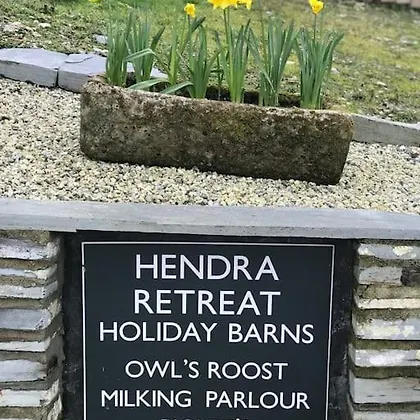 HENDRA
RETREAT
HOLIDAY BARNS
OWL'S ROOST
MILKING PARLOUR